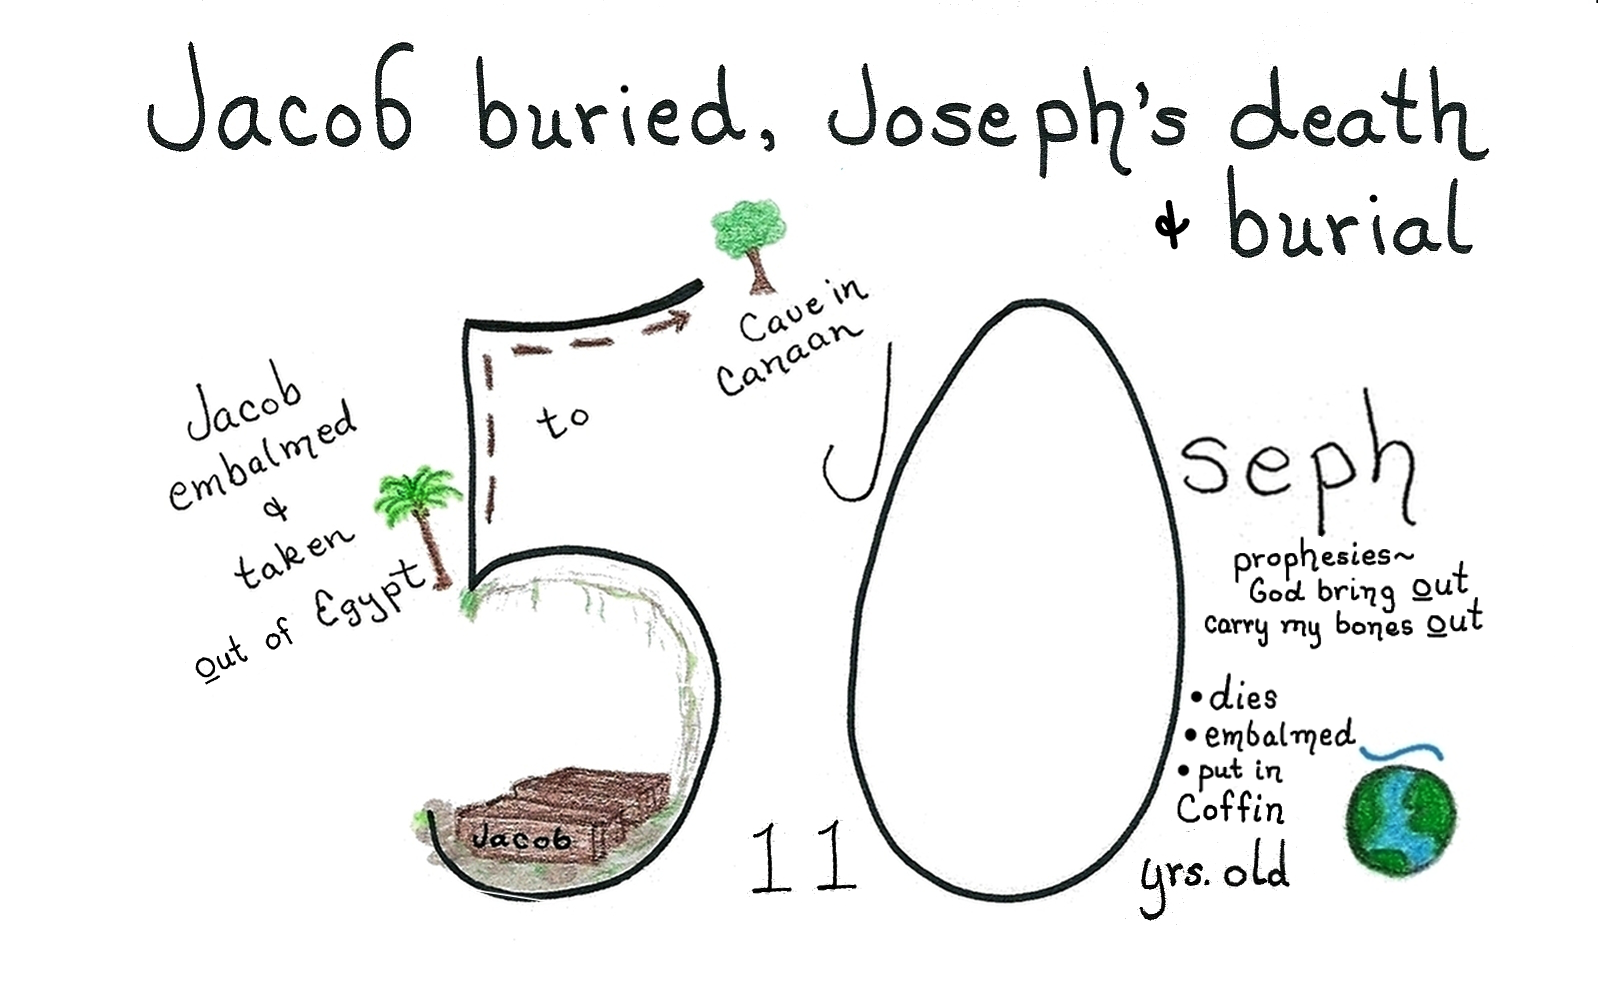 Jacob buried, Joseph's death
& burial
Jacob
embalmed
&
taken
out of Egypt
to
Cave in
Canaan
50
Jacob
J seph
prophesies~
God bring out
carry my bones out
• dies
• embalmed
• put in
Coffin
11 yrs. old